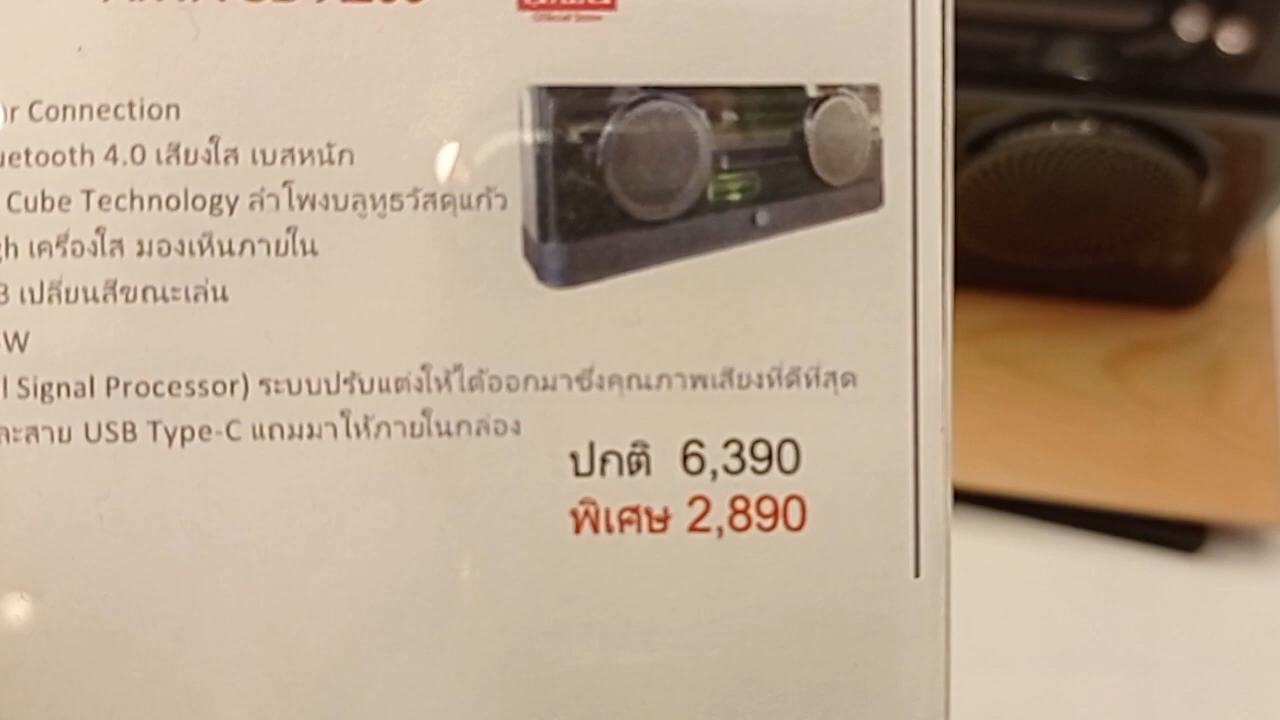 Official Store
r Connection
uetooth 4.0 เสียงใส เบสหนัก
Cube Technology ลำโพงบลูทูธวัสดุแก้ว
gh เครื่องใส มองเห็นภายใน
B เปลี่ยนสีขณะเล่น
W
l Signal Processor) ระบบปรับแต่งให้ได้ออกมาซึ่งคุณภาพเสียงที่ดีที่สุด
ละสาย USB Type-C แถมมาให้ภายในกล่อง
ปกติ 6,390
พิเศษ 2,890